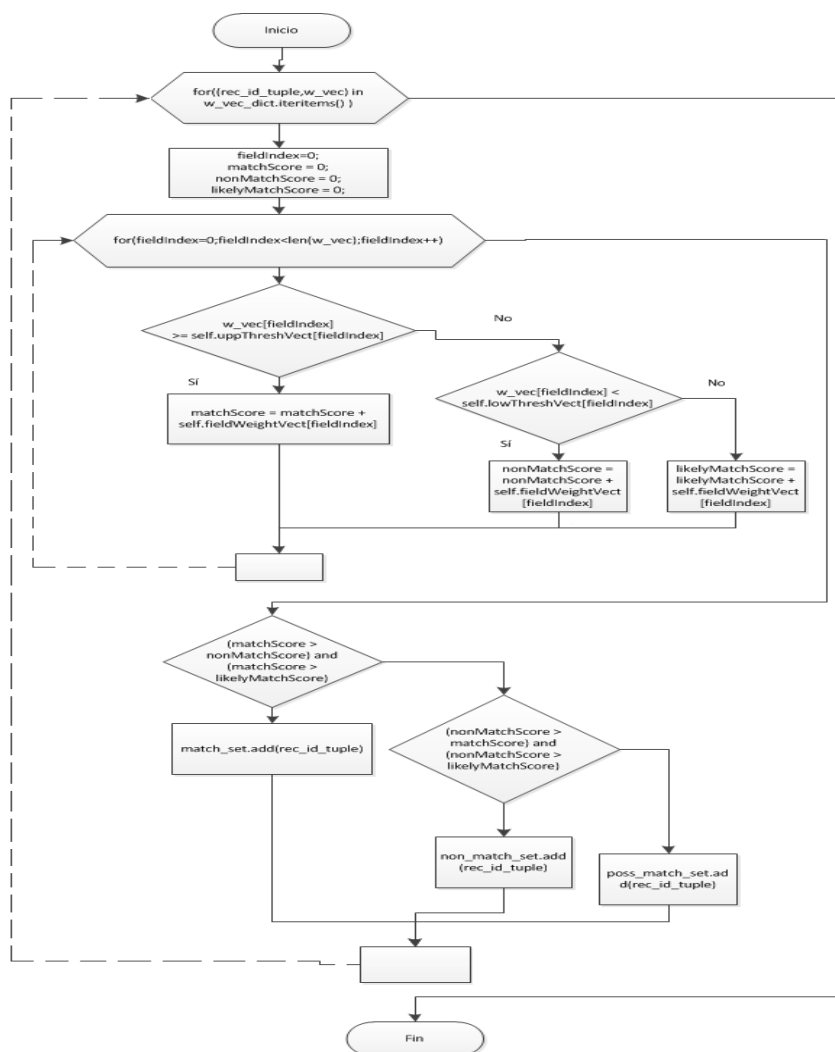 Inicio
for((rec_id_tuple,w_vec) in
w_vec_dict.iteritems() )
fieldIndex=0;
matchScore = 0;
nonMatchScore = 0;
likelyMatchScore = 0;
for(fieldIndex=0;fieldIndex<len(w_vec);fieldIndex++)
w_vec[fieldIndex]
>= self.uppThreshVect[fieldIndex]
No
Sí
w_vec[fieldIndex] <
self.lowThreshVect[fieldIndex]
No
Sí
matchScore = matchScore +
self.fieldWeightVect[fieldIndex]
nonMatchScore =
nonMatchScore +
self.fieldWeightVect
[fieldIndex]
likelyMatchScore =
likelyMatchScore +
self.fieldWeightVect
[fieldIndex]
(matchScore >
nonMatchScore) and
(matchScore >
likelyMatchScore)
match_set.add(rec_id_tuple)
(nonMatchScore >
matchScore) and
(nonMatchScore >
likelyMatchScore)
non_match_set.add
(rec_id_tuple)
poss_match_set.ad
d(rec_id_tuple)
Fin